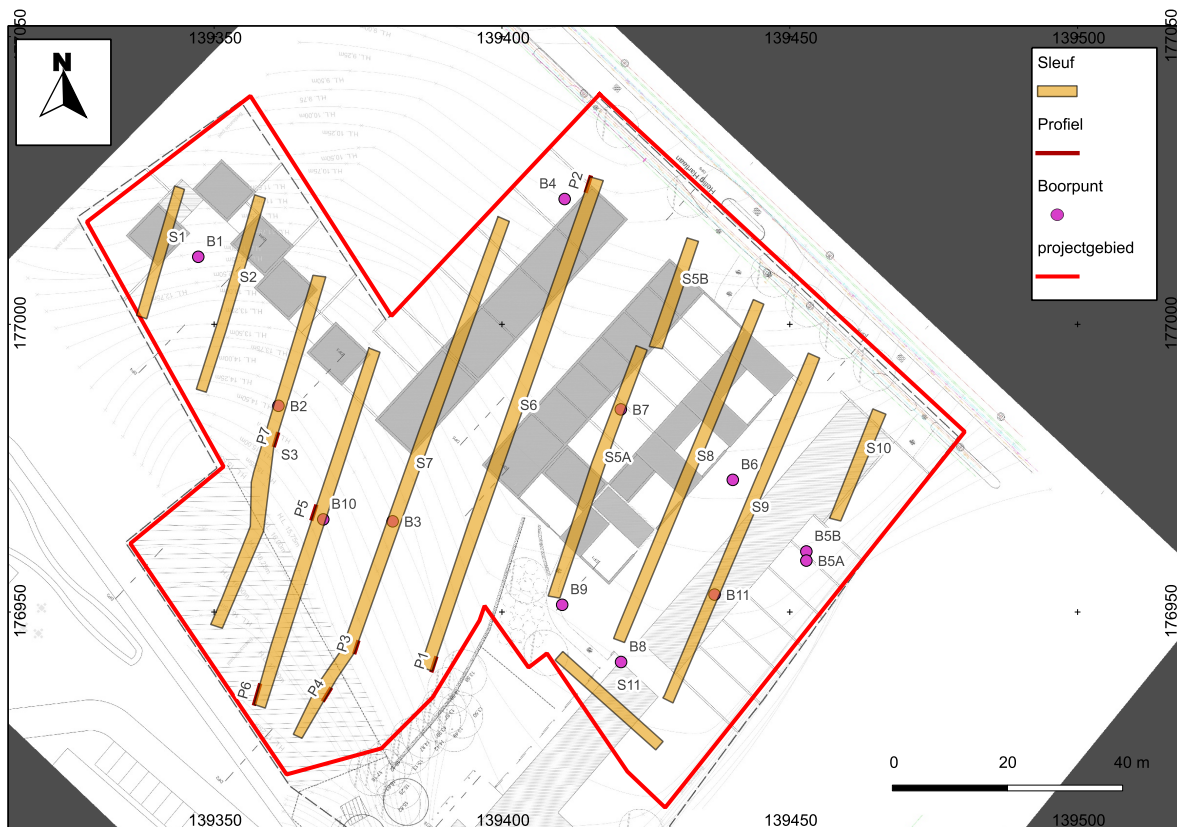 139350
139400
139450
139500
177050
177050
N
Sleuf
Profiel
Boorpunt
projectgebied
B4
P2
S1
B1
S2
S5B
177000
177000
B2
P7
S3
S6
B7
S10
S7
S5A
S8
B6
P5
B10
B3
S9
B5B
B5A
B9
B11
176950
176950
P3
P1
B8
P6
P4
S11
0
20
40 m
139350
139400
139450
139500